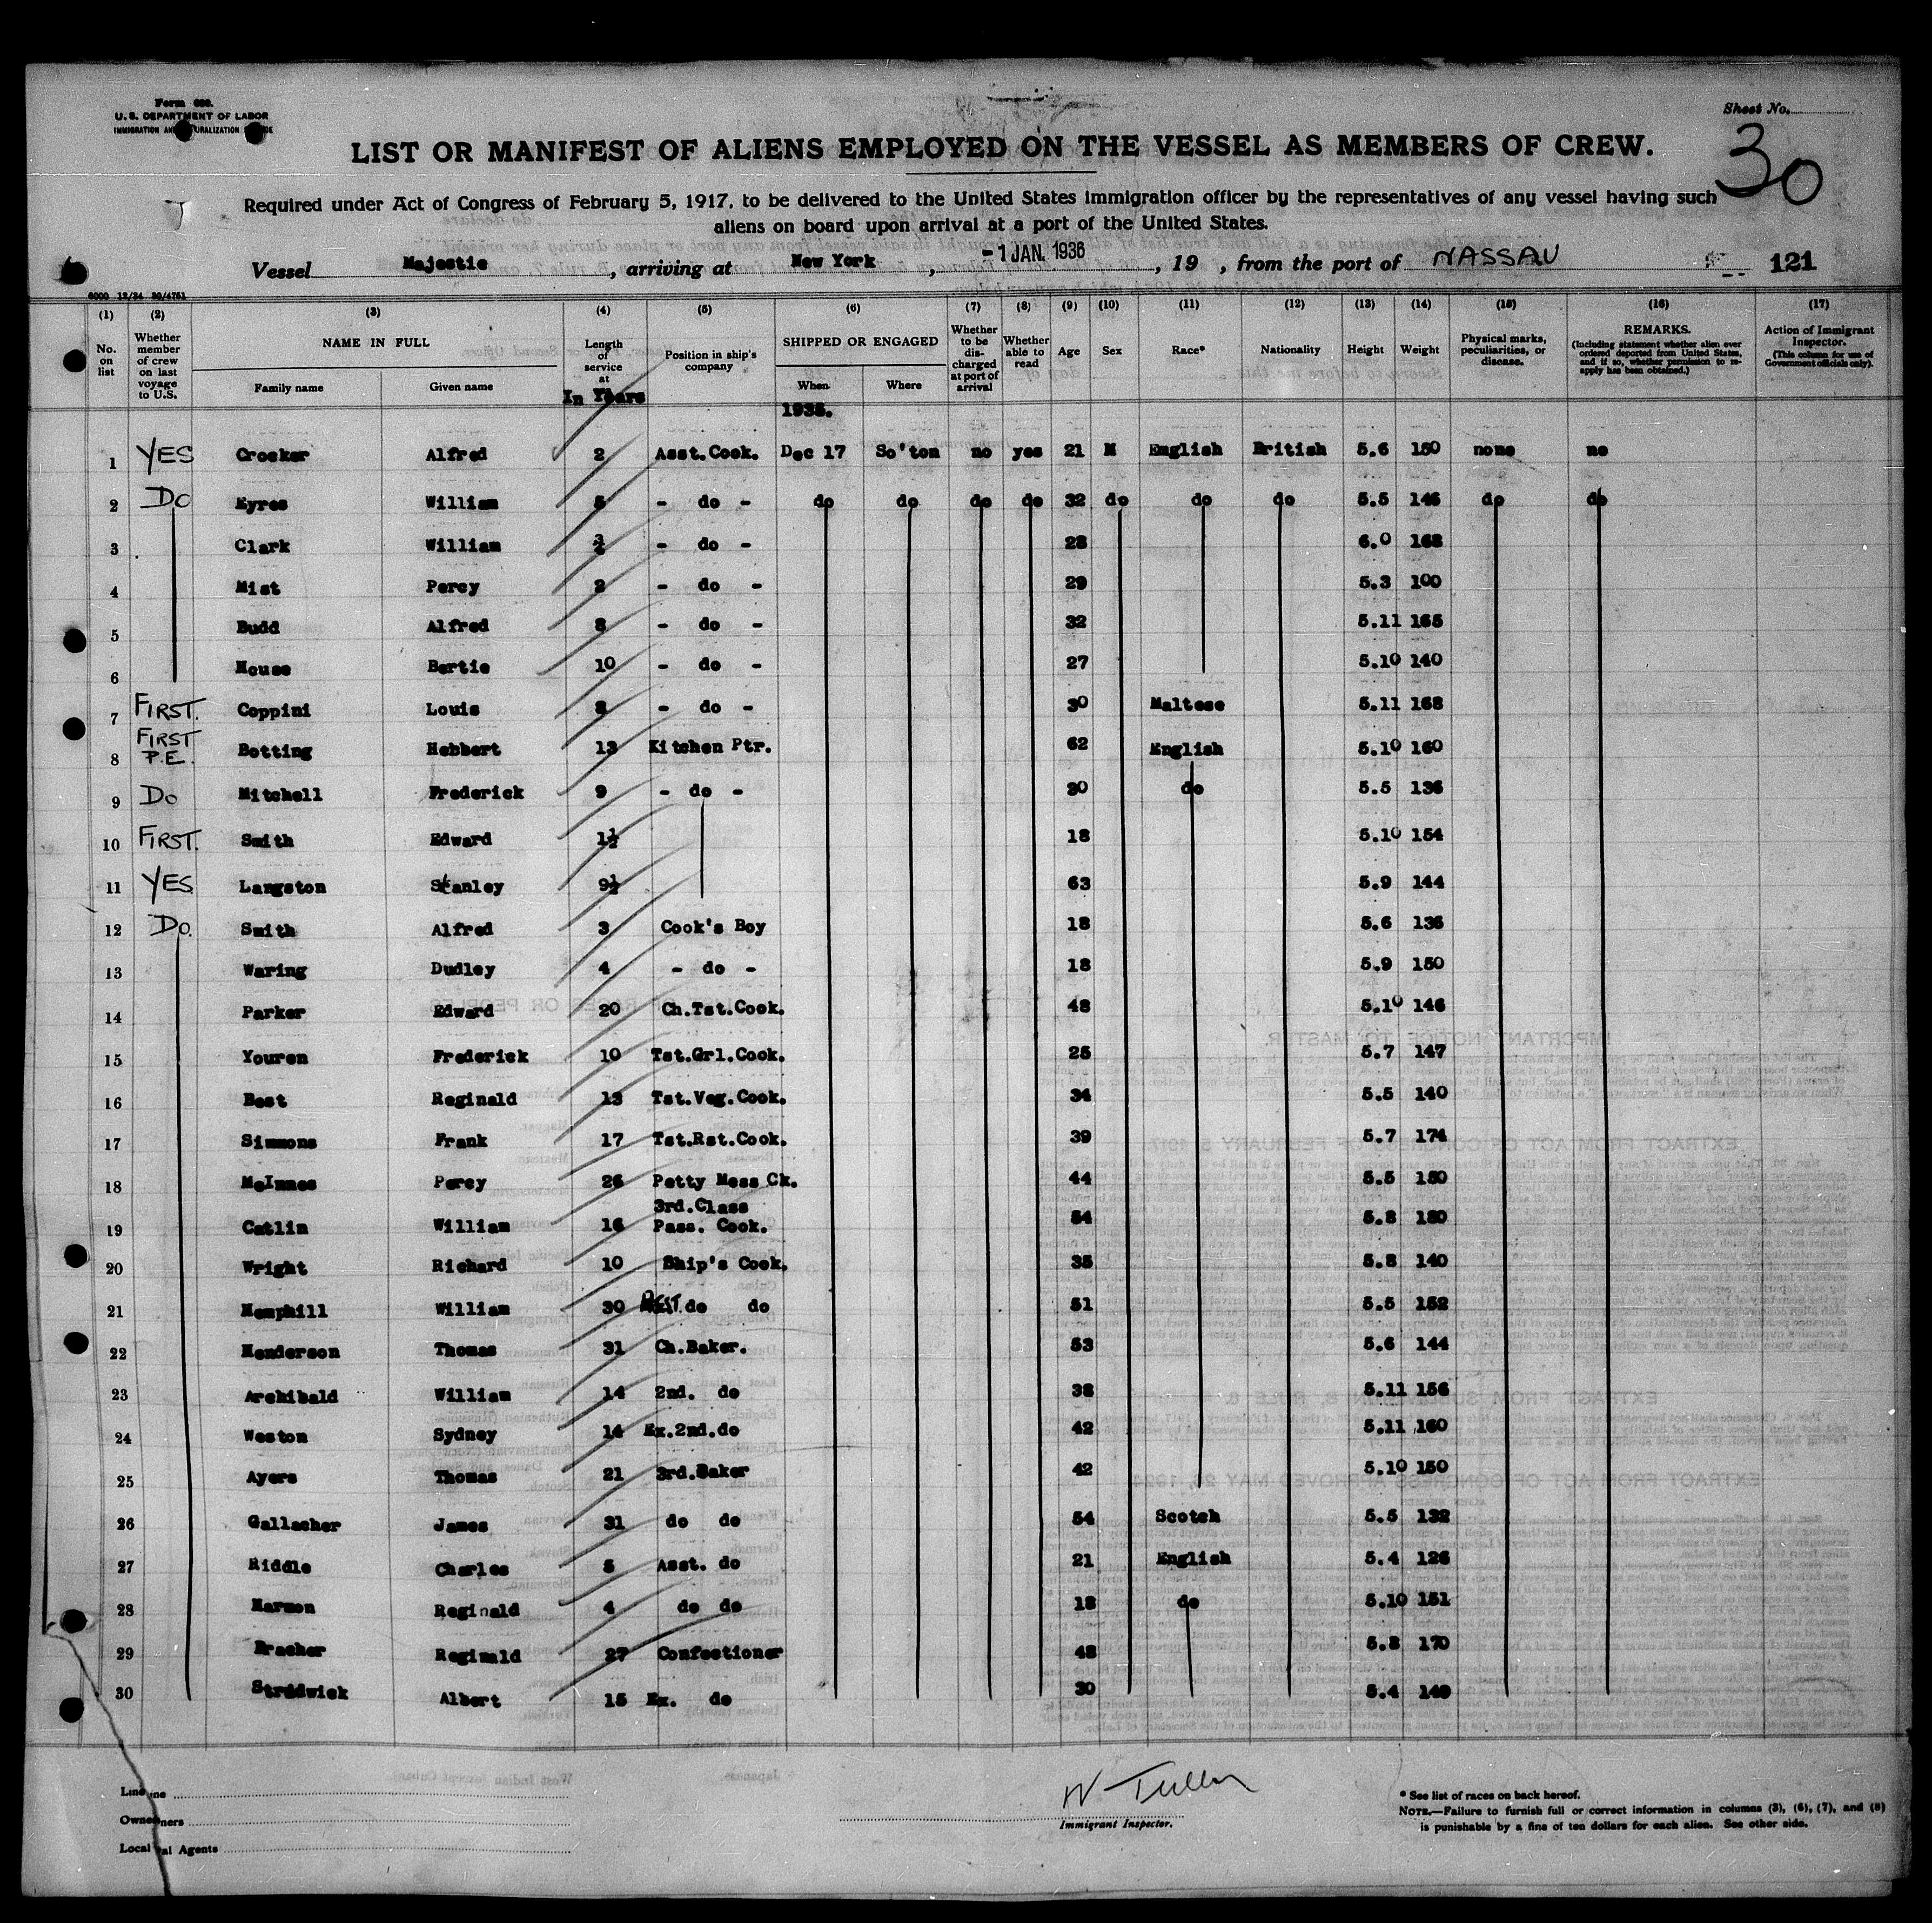 Form 680.
U. S. DEPARTMENT OF LABOR
IMMIGRATION AND NATURALIZATION SERVICE
Sheet No.
30
LIST OR MANIFEST OF ALIENS EMPLOYED ON THE VESSEL AS MEMBERS OF CREW.
Required under Act of Congress of February 5, 1917, to be delivered to the United States immigration officer by the representatives of any vessel having such
aliens on board upon arrival at a port of the United States.
Vessel Majestic, arriving at New York, -1 JAN. 1936, 19 , from the port of NASSAU 121
6000 12/34 30/4751
(1) (2) (3) (4) (5) (6) (7) (8) (9) (10) (11) (12) (13) (14) (15) (16) (17)
No. on list
Whether member of crew on last voyage to U.S.
NAME IN FULL
Family name
Given name
Length of service at
In Years
Position in ship's company
SHIPPED OR ENGAGED
When
Where
Whether to be discharged at port of arrival
Whether able to read
Age
Sex
Race*
Nationality
Height
Weight
Physical marks, peculiarities, or disease.
REMARKS.
(Including statement whether alien ever ordered deported from United States, and if so, whether permission to reapply has been obtained.)
Action of Immigrant Inspector.
(This column for use of Government officials only).
1935.
1 YES Crocker Alfred 2 Asst.Cook. Dec 17 So'ton no yes 21 M English British 5.6 150 none no
2 DO Eyres William 5 - do - do do do do 32 do do do 5.5 146 do do
3 Clark William 3/4 - do - 28 6.0 168
4 Mist Percy 2 - do - 29 5.3 100
5 Budd Alfred 8 - do - 32 5.11 165
6 House Bertie 10 - do - 27 5.10 140
7 FIRST. Coppini Louis 8 - do - 30 Maltese 5.11 168
8 FIRST P.E. Botting Hebbert 13 Kitchen Ptr. 62 English 5.10 160
9 DO Mitchell Frederick 9 - do - do 5.5 136
10 FIRST. Smith Edward 1½ 18 5.10 154
11 YES Langston Stanley 9½ 63 5.9 144
12 DO. Smith Alfred 3 Cook's Boy 18 5.6 136
13 Waring Dudley 4 - do - 18 5.9 150
14 Parker Edward 20 Ch.Tst.Cook. 48 5.10 146
15 Youren Frederick 10 Tst.Grl.Cook. 25 5.7 147
16 Best Reginald 13 Tst.Veg.Cook. 34 5.5 140
17 Simmons Frank 17 Tst.Rst.Cook. 39 5.7 174
18 McInnes Percy 26 Petty Mess Ck. 44 5.5 150
3rd.Class
19 Catlin William 16 Pass. Cook. 54 5.8 180
20 Wright Richard 10 Ship's Cook. 35 5.8 140
21 Hemphill William 30 ASST. do do 51 5.5 152
22 Henderson Thomas 31 Ch.Baker. 53 5.6 144
23 Archibald William 14 2nd. do 38 5.11 156
24 Weston Sydney 14 Ex.2nd.do 42 5.11 160
25 Ayers Thomas 21 3rd.Baker 42 5.10 150
26 Gallacher James 31 do do 54 Scotch 5.5 132
27 Riddle Charles 5 Asst. do 21 English 5.4 126
28 Harmon Reginald 4 do do 18 do 5.10 151
29 Bracher Reginald 27 Confectioner 48 5.8 170
30 Strudwick Albert 15 Ex. do 30 5.4 149
Line
Owners
Local Agents
W Tuller
Immigrant Inspector.
* See list of races on back hereof.
NOTE.—Failure to furnish full or correct information in columns (3), (6), (7), and (8)
is punishable by a fine of ten dollars for each alien. See other side.